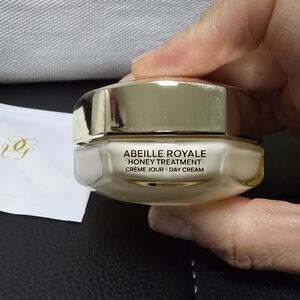 ABEILLE ROYALE
HONEY TREATMENT
CRÈME JOUR • DAY CREAM